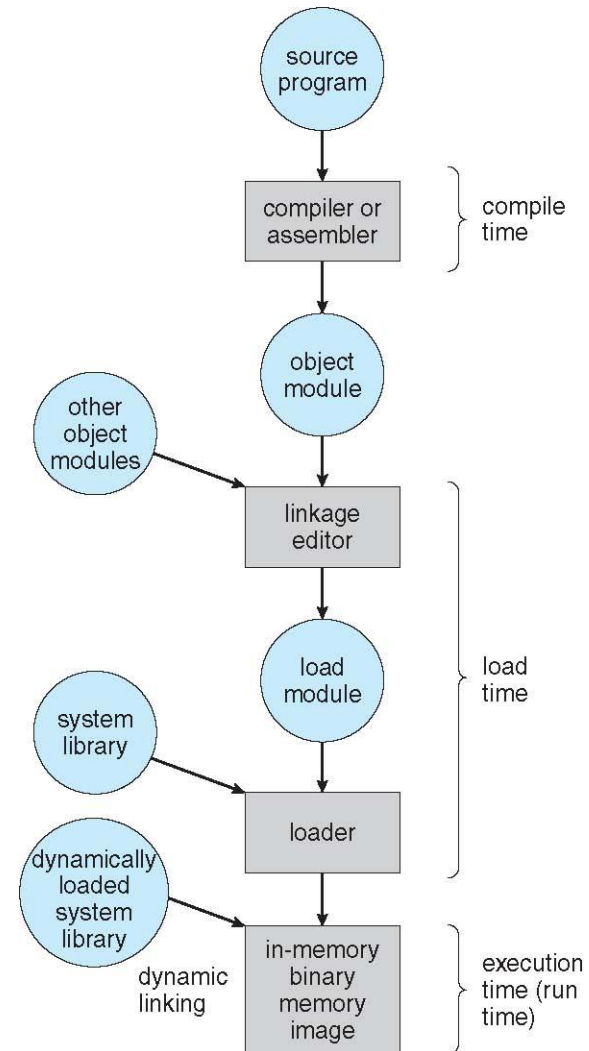 source
program
compiler or
assembler
compile
time
object
module
other
object
modules
linkage
editor
load
module
load
time
system
library
loader
dynamically
loaded
system
library
dynamic
linking
in-memory
binary
memory
image
execution
time (run
time)